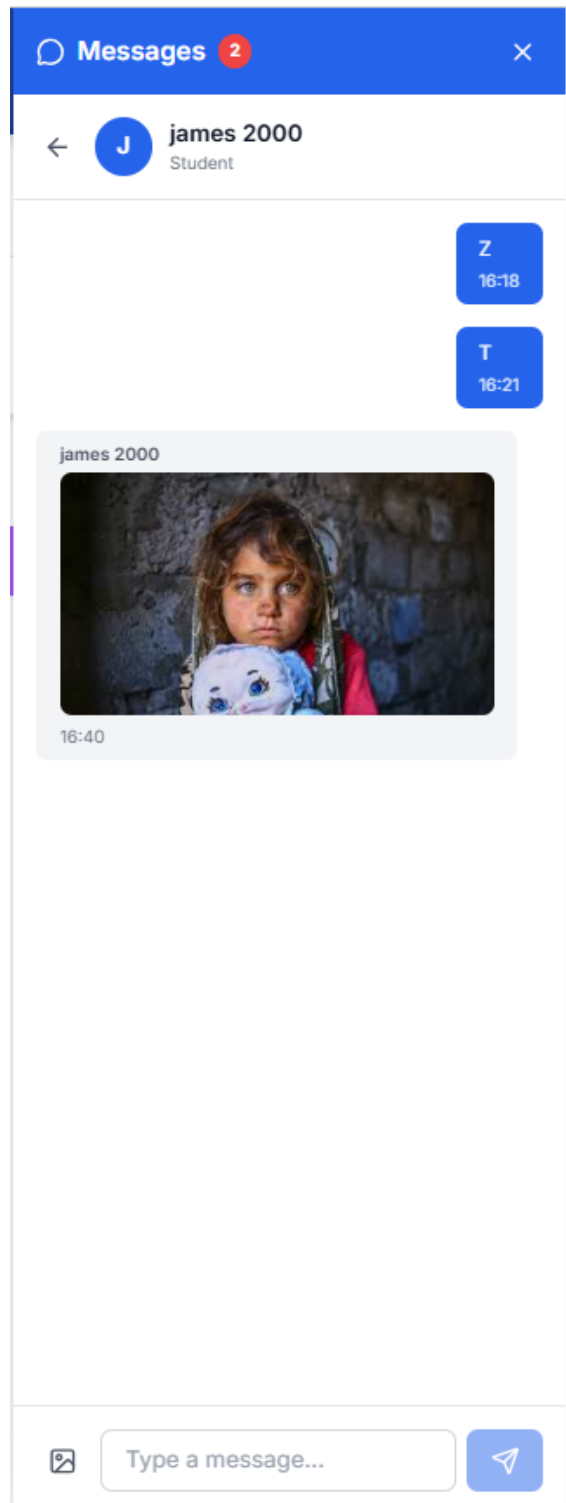 Messages 2
J
james 2000
Student
Z
16:18
T
16:21
james 2000
16:40
Type a message...